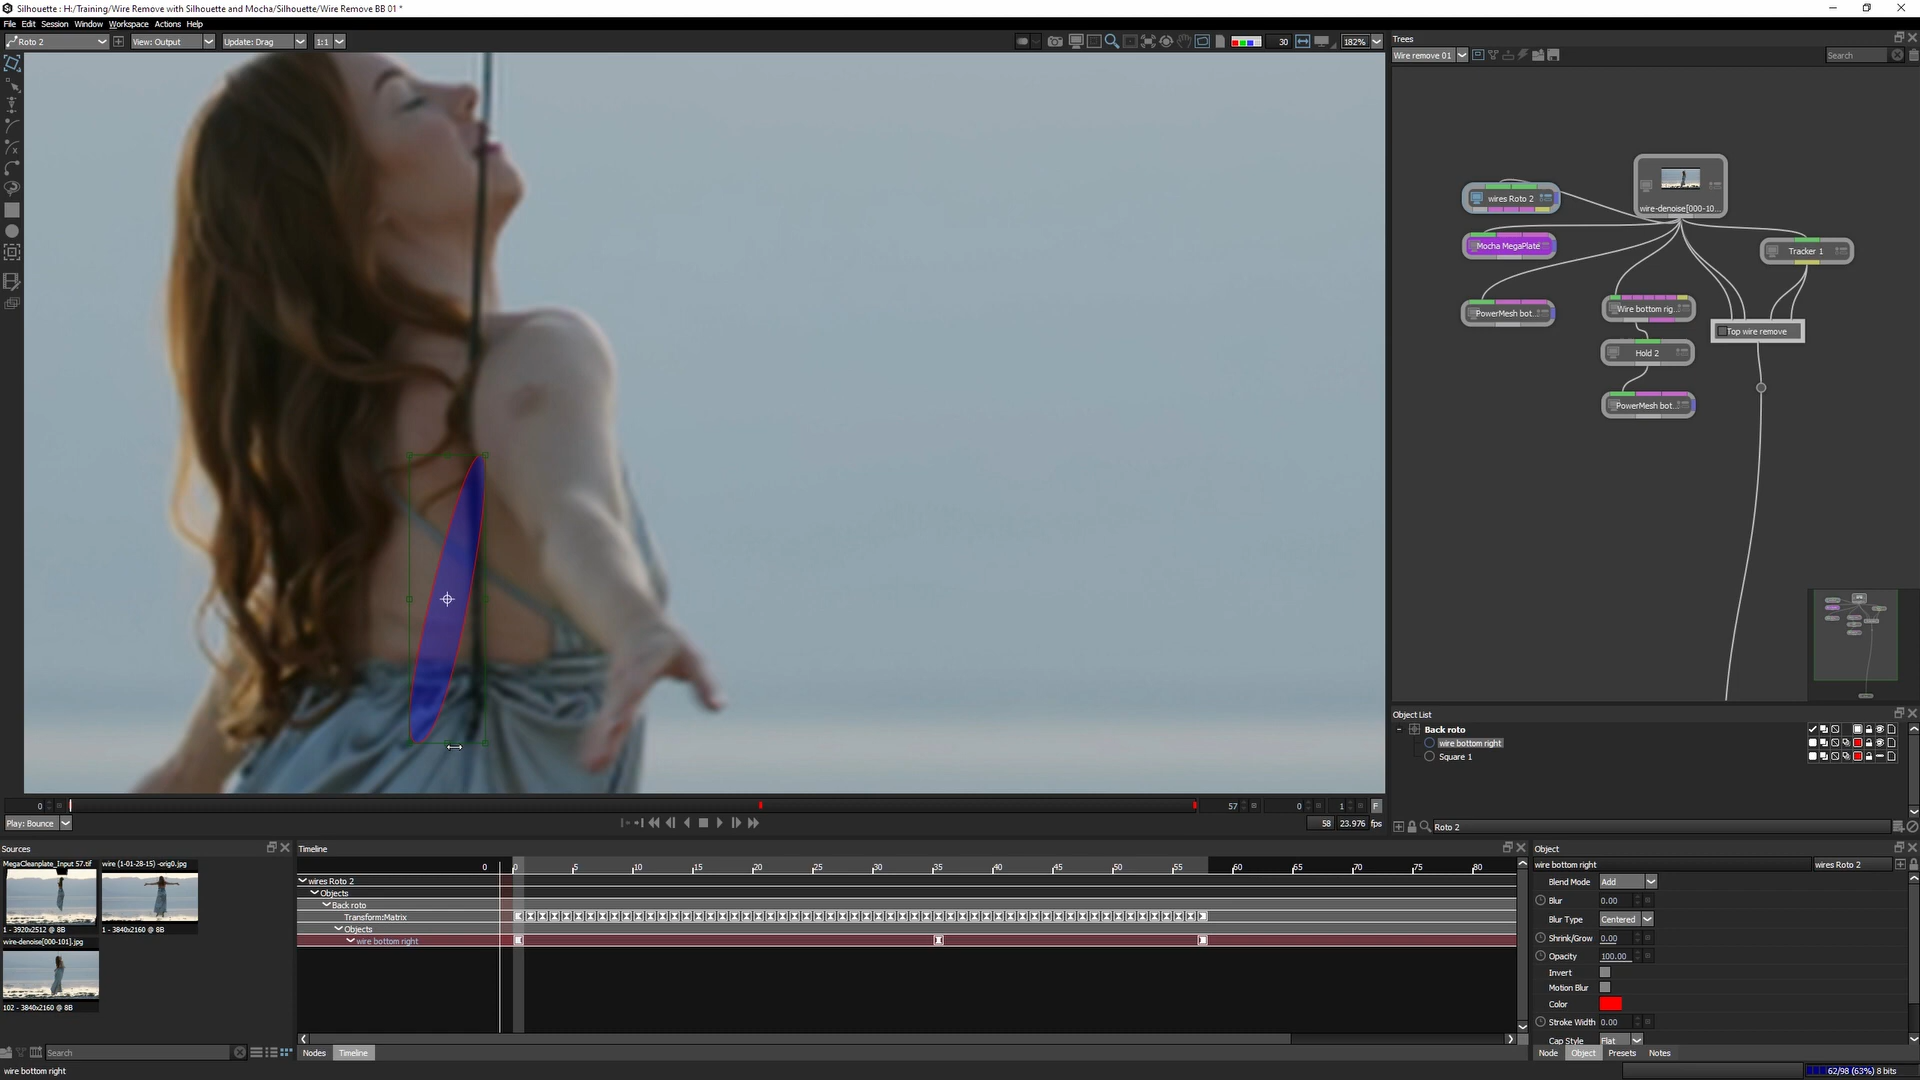 Silhouette : H:/Training/Wire Remove with Silhouette and Mocha/Silhouette/Wire Remove BB 01 *
File Edit Session Window Workspace Actions Help
Roto 2 View: Output Update: Drag 1:1 30 182%
Trees
Wire remove 01 Search
wires Roto 2
wire-denoise[000-10...
Mocha MegaPlate
Tracker 1
PowerMesh bot...
Wire bottom rig...
Top wire remove
Hold 2
PowerMesh bot...
Object List
Back roto
wire bottom right
Square 1
0 57 0 1 F
Play: Bounce 58 23.976 fps
Roto 2
Sources
MegaCleanplate_Input 57.tif wire (1-01-28-15) -orig0.jpg
1 - 3920x2512 @ 8B 1 - 3840x2160 @ 8B
wire-denoise[000-101].jpg
102 - 3840x2160 @ 8B
Search
Timeline
0 0 5 10 15 20 25 30 35 40 45 50 55 60 65 70 75 80
wires Roto 2
Objects
Back roto
Transform:Matrix
Objects
wire bottom right
Nodes Timeline
Object
wire bottom right wires Roto 2
Blend Mode Add
Blur 0.00
Blur Type Centered
Shrink/Grow 0.00
Opacity 100.00
Invert
Motion Blur
Color
Stroke Width 0.00
Cap Style Flat
Node Object Presets Notes
wire bottom right
62/98 (63%) 8 bits